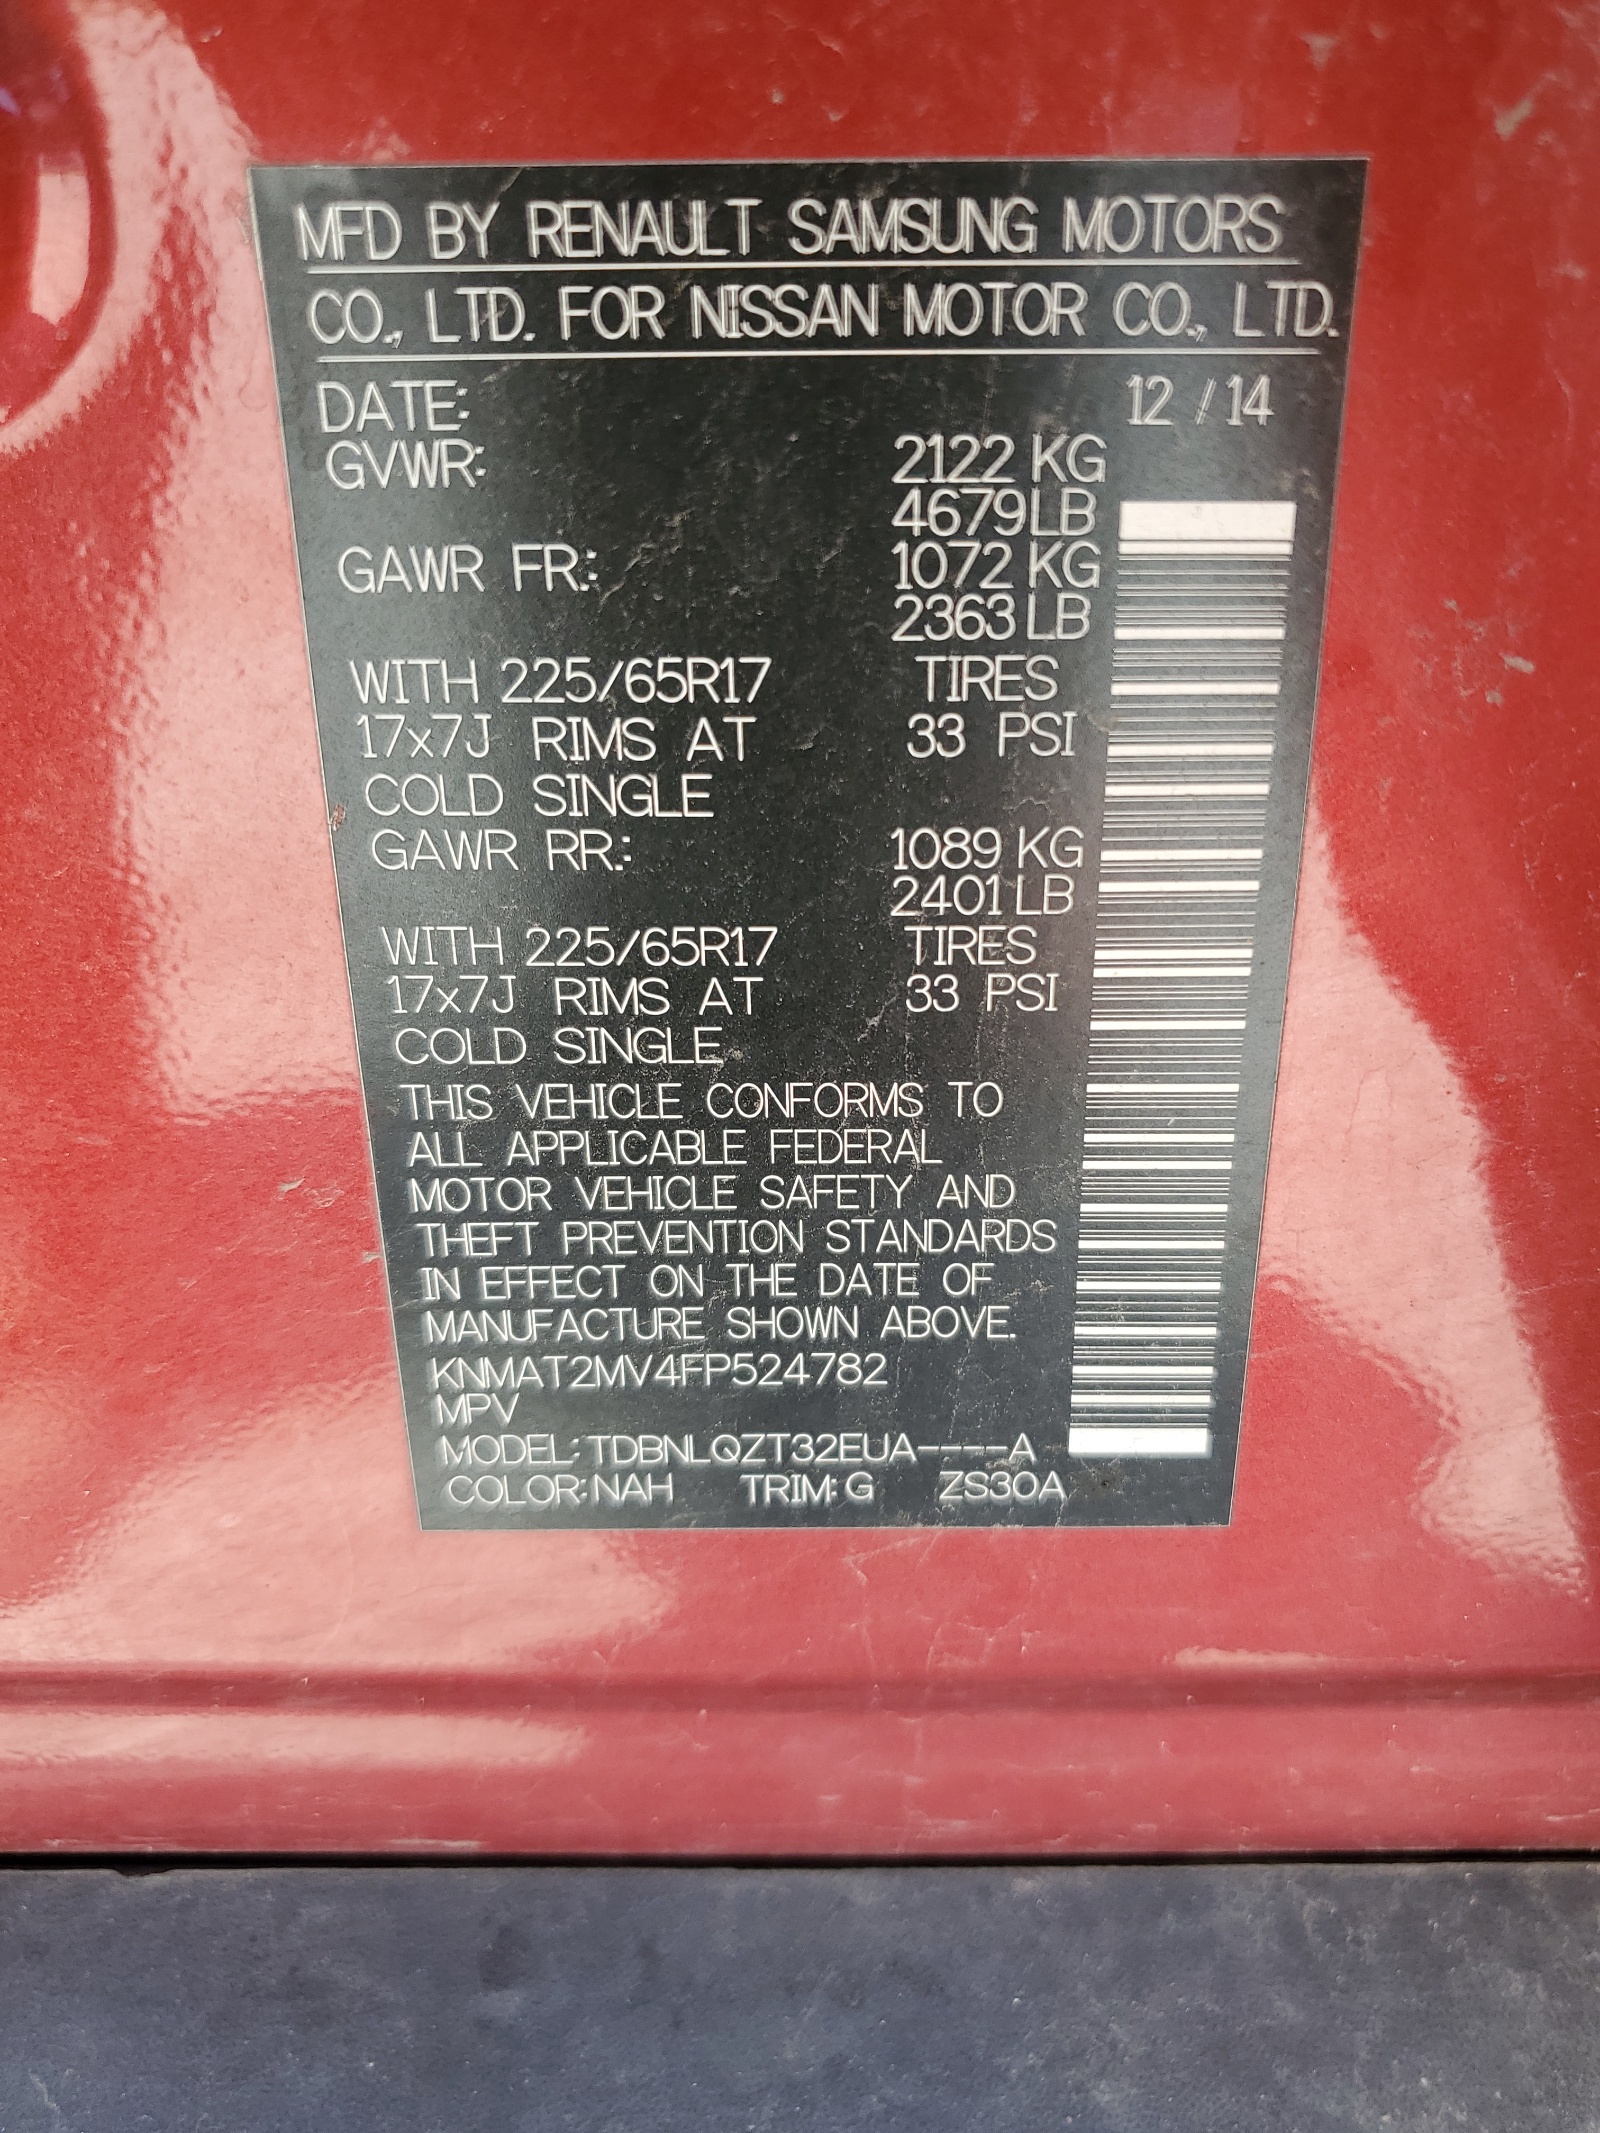 MFD BY RENAULT SAMSUNG MOTORS
CO., LTD. FOR NISSAN MOTOR CO., LTD.
DATE: 12 / 14
GVWR: 2122 KG
4679 LB
GAWR FR.: 1072 KG
2363 LB
WITH 225/65R17 TIRES
17x7J RIMS AT 33 PSI
COLD SINGLE
GAWR RR.: 1089 KG
2401 LB
WITH 225/65R17 TIRES
17x7J RIMS AT 33 PSI
COLD SINGLE
THIS VEHICLE CONFORMS TO
ALL APPLICABLE FEDERAL
MOTOR VEHICLE SAFETY AND
THEFT PREVENTION STANDARDS
IN EFFECT ON THE DATE OF
MANUFACTURE SHOWN ABOVE.
KNMAT2MV4FP524782
MPV
MODEL: TDBNLQZT32EUA----A
COLOR: NAH TRIM: G ZS30A